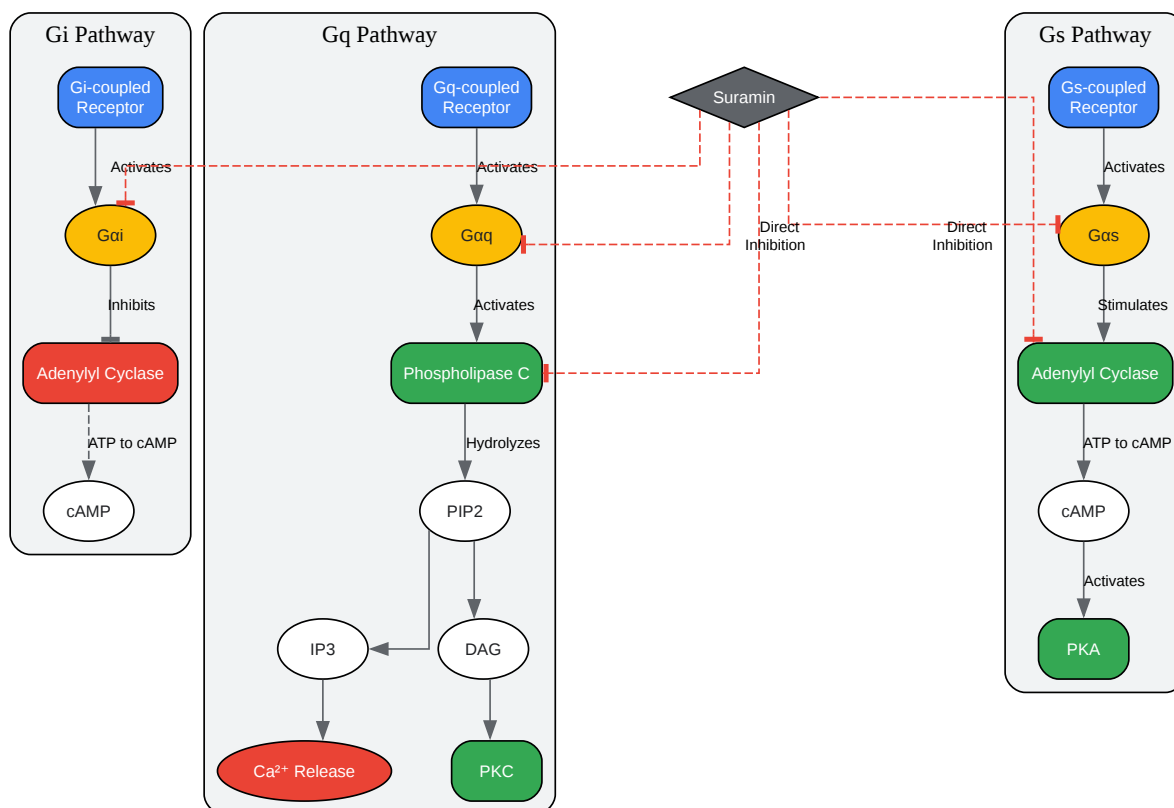 Gi Pathway
Gi-coupled
Receptor
Activates
Gαi
Inhibits
Adenylyl Cyclase
ATP to cAMP
cAMP
Gq Pathway
Gq-coupled
Receptor
Activates
Gαq
Activates
Phospholipase C
Hydrolyzes
PIP2
IP3
DAG
Ca²⁺ Release
PKC
Suramin
Direct
Inhibition
Direct
Inhibition
Gs Pathway
Gs-coupled
Receptor
Activates
Gαs
Stimulates
Adenylyl Cyclase
ATP to cAMP
cAMP
Activates
PKA